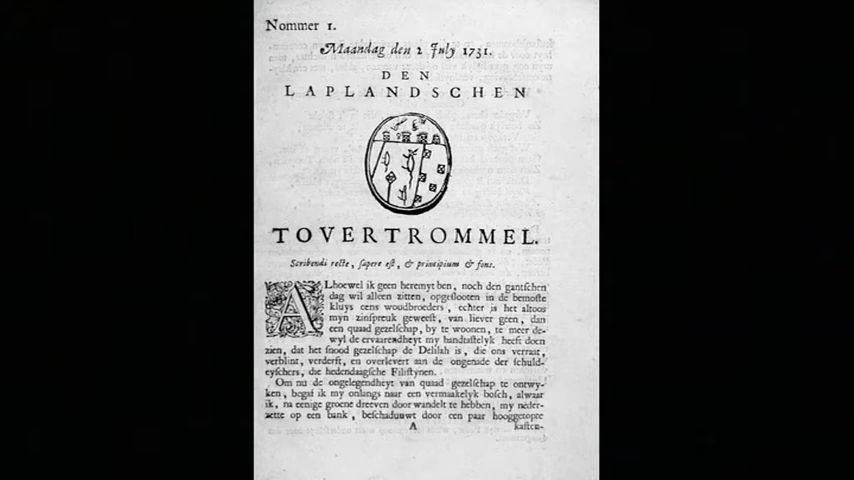 Nommer 1.
Maandag den 2 July 1731.
DEN
LAPLANDSCHEN
TOVERTROMMEL.
Scribendi recte, sapere est, & principium & fons.
ALhoewel ik geen heremyt ben, noch den gantschen
dag wil alleen zitten, opgeslooten in de bemoste
kluys eens woudbroeders, echter is het altoos
myn zinspreuk geweest, van liever geen, dan
een quaad gezelschap, by te woonen, te meer de-
wyl de ervaarendheyt my handtastelyk heeft doen
zien, dat het snood gezelschap de Delilah is, die ons verraat,
verblint, verderft, en overlevert aan de ongenade der schuld-
eyschers, die hedendaagsche Filistynen.
Om nu de ongelegendheyt van quaad gezelschap te ontwy-
ken, begaf ik my onlangs naar een vermaakelyk bosch, alwaar
ik, na eenige groene dreeven door wandelt te hebben, my neder-
zette op een bank, beschaduuwt door een paar hooggetopte
A kasten-